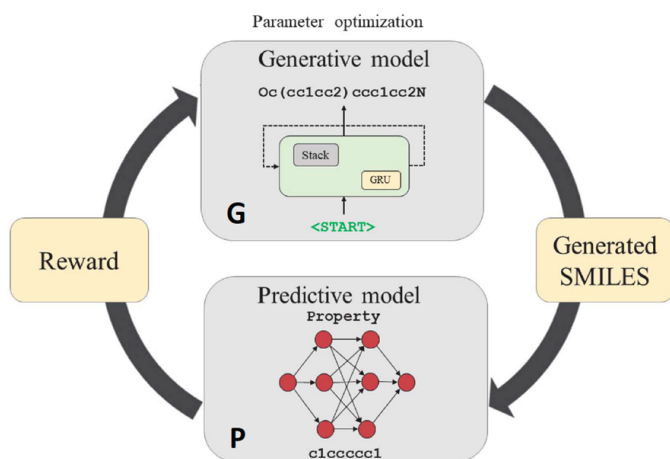 Parameter optimization
Generative model
Oc(cc1cc2)ccc1cc2N
Stack
GRU
G
<START>
Reward
Generated
SMILES
Predictive model
Property
P
c1ccccc1